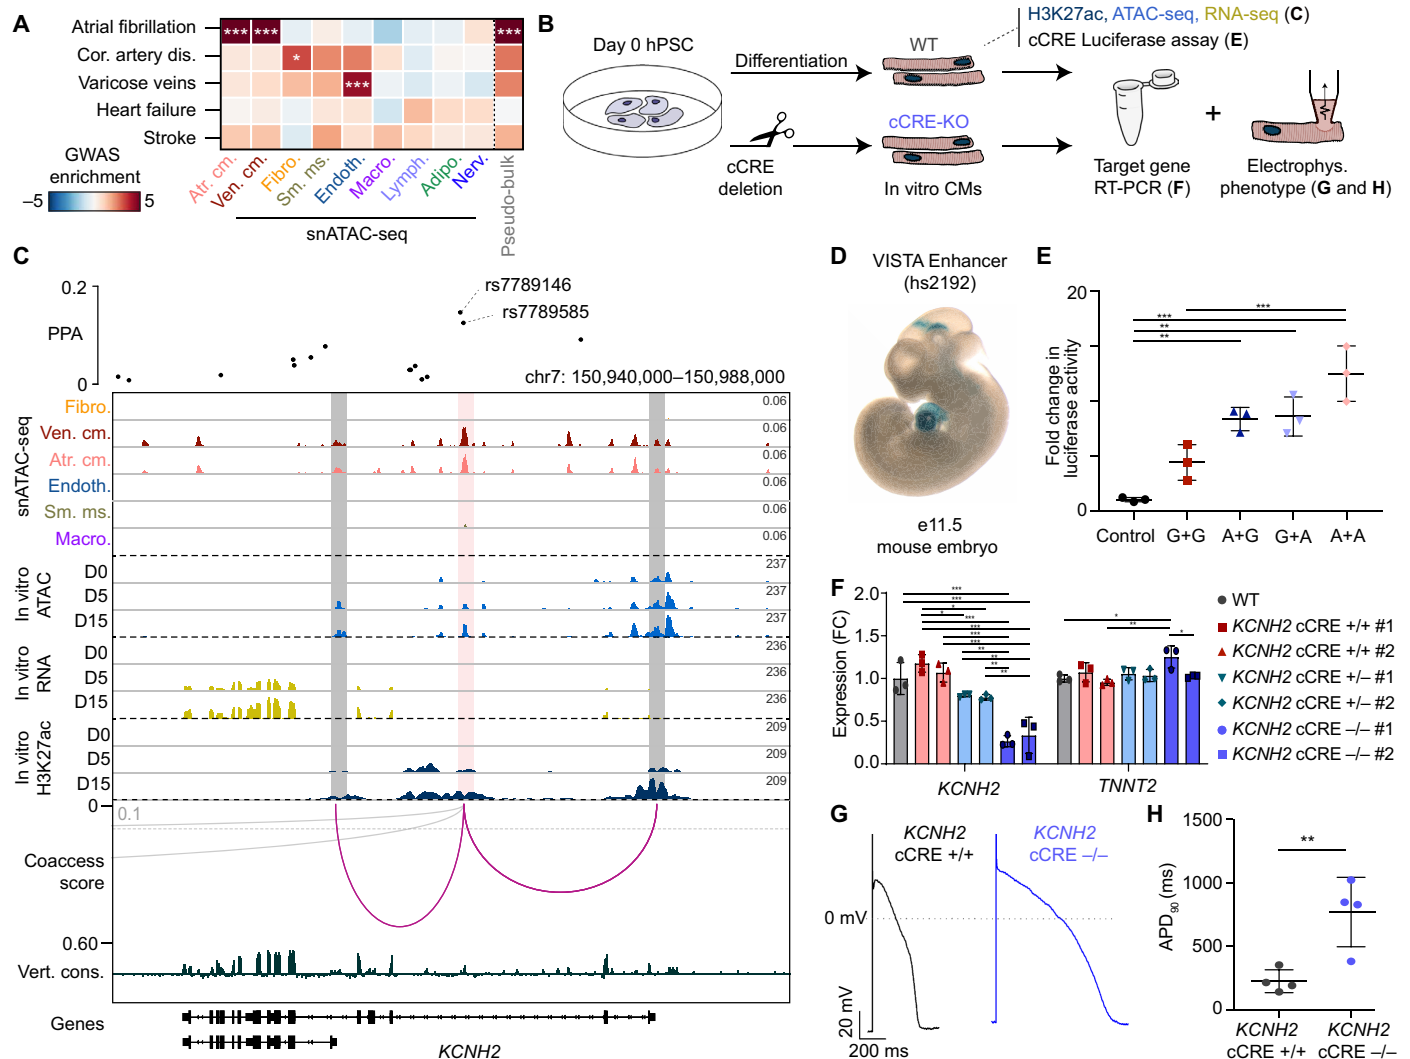 A
Atrial fibrillation
Cor. artery dis.
Varicose veins
Heart failure
Stroke
*** *** ***
*
***
GWAS
enrichment
–5 5
Atr. cm.
Ven. cm.
Fibro.
Sm. ms.
Endoth.
Macro.
Lymph.
Adipo.
Nerv.
Pseudo-bulk
snATAC-seq
B
Day 0 hPSC
Differentiation
cCRE
deletion
WT
cCRE-KO
In vitro CMs
H3K27ac, ATAC-seq, RNA-seq (C)
cCRE Luciferase assay (E)
+
Target gene
RT-PCR (F)
Electrophys.
phenotype (G and H)
C
0.2
PPA
0
rs7789146
rs7789585
chr7: 150,940,000–150,988,000
snATAC-seq
Fibro. 0.06
Ven. cm. 0.06
Atr. cm. 0.06
Endoth. 0.06
Sm. ms. 0.06
Macro. 0.06
In vitro
ATAC
D0 237
D5 237
D15 237
In vitro
RNA
D0 236
D5 236
D15 236
In vitro
H3K27ac
D0 209
D5 209
D15 209
0
0.1
Coaccess
score
0.60
Vert. cons.
Genes
KCNH2
D
VISTA Enhancer
(hs2192)
e11.5
mouse embryo
E
Fold change in
luciferase activity
20
0
***
***
**
**
Control G+G A+G G+A A+A
F
Expression (FC)
2.0
1.5
1.0
0.5
0.0
***
***
*
*
***
***
***
***
**
**
**
**
*
**
*
KCNH2 TNNT2
WT
KCNH2 cCRE +/+ #1
KCNH2 cCRE +/+ #2
KCNH2 cCRE +/– #1
KCNH2 cCRE +/– #2
KCNH2 cCRE –/– #1
KCNH2 cCRE –/– #2
G
KCNH2
cCRE +/+
KCNH2
cCRE –/–
0 mV
20 mV
200 ms
H
APD90 (ms)
1500
1000
500
0
**
KCNH2
cCRE +/+
KCNH2
cCRE –/–